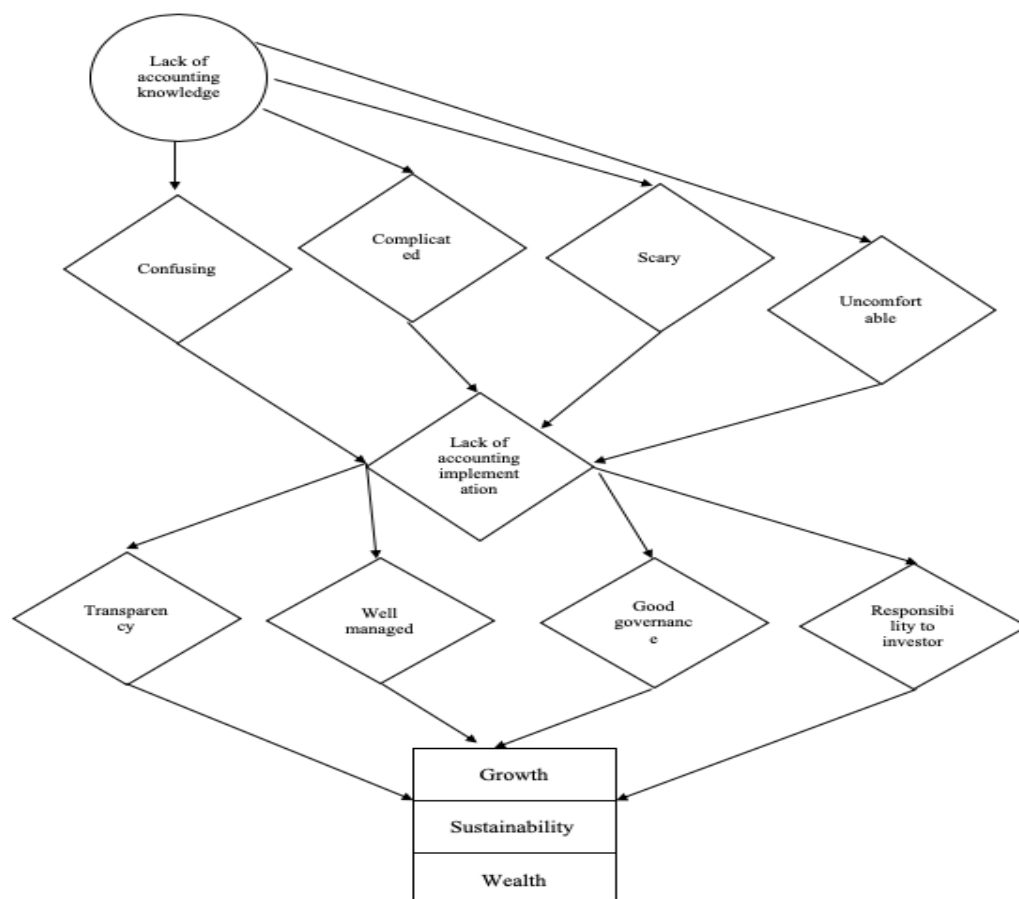 Lack of
accounting
knowledge
Confusing
Complicat
ed
Scary
Uncomfort
able
Lack of
accounting
implement
ation
Transparen
cy
Well
managed
Good
governanc
e
Responsibi
lity to
investor
Growth
Sustainability
Wealth